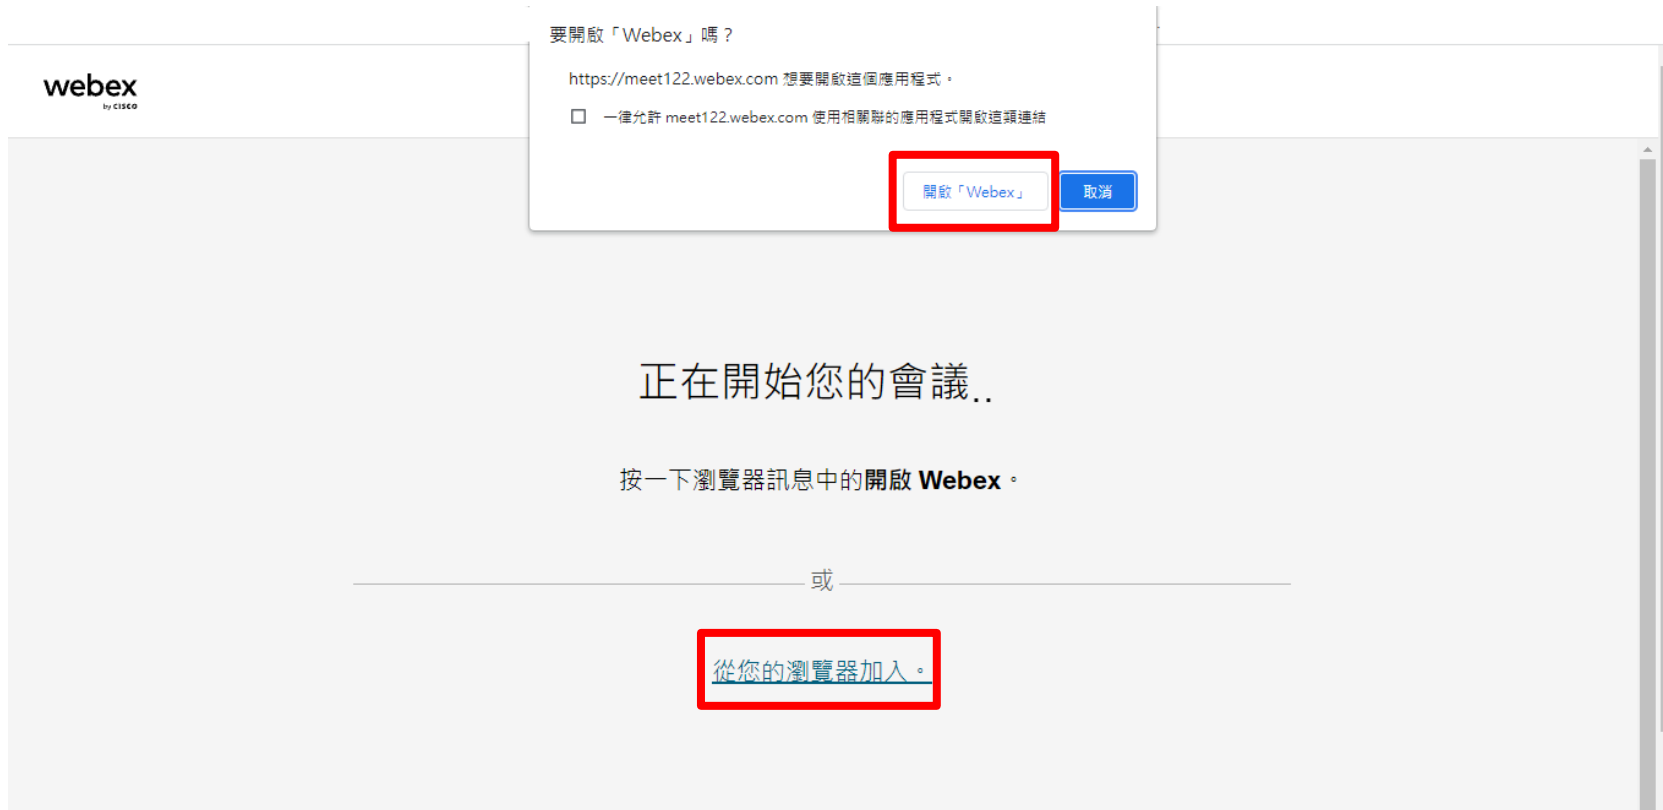 要開啟「Webex」嗎？
https://meet122.webex.com 想要開啟這個應用程式。
一律允許 meet122.webex.com 使用相關聯的應用程式開啟這類連結
開啟「Webex」
取消
webex
by CISCO
正在開始您的會議..
按一下瀏覽器訊息中的開啟 Webex。
或
從您的瀏覽器加入。